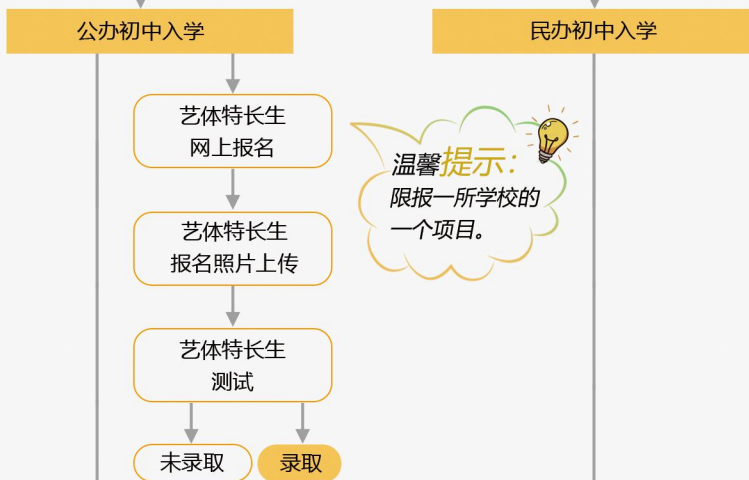 公办初中入学
民办初中入学
艺体特长生
网上报名
温馨提示：
限报一所学校的
一个项目。
艺体特长生
报名照片上传
艺体特长生
测试
未录取
录取